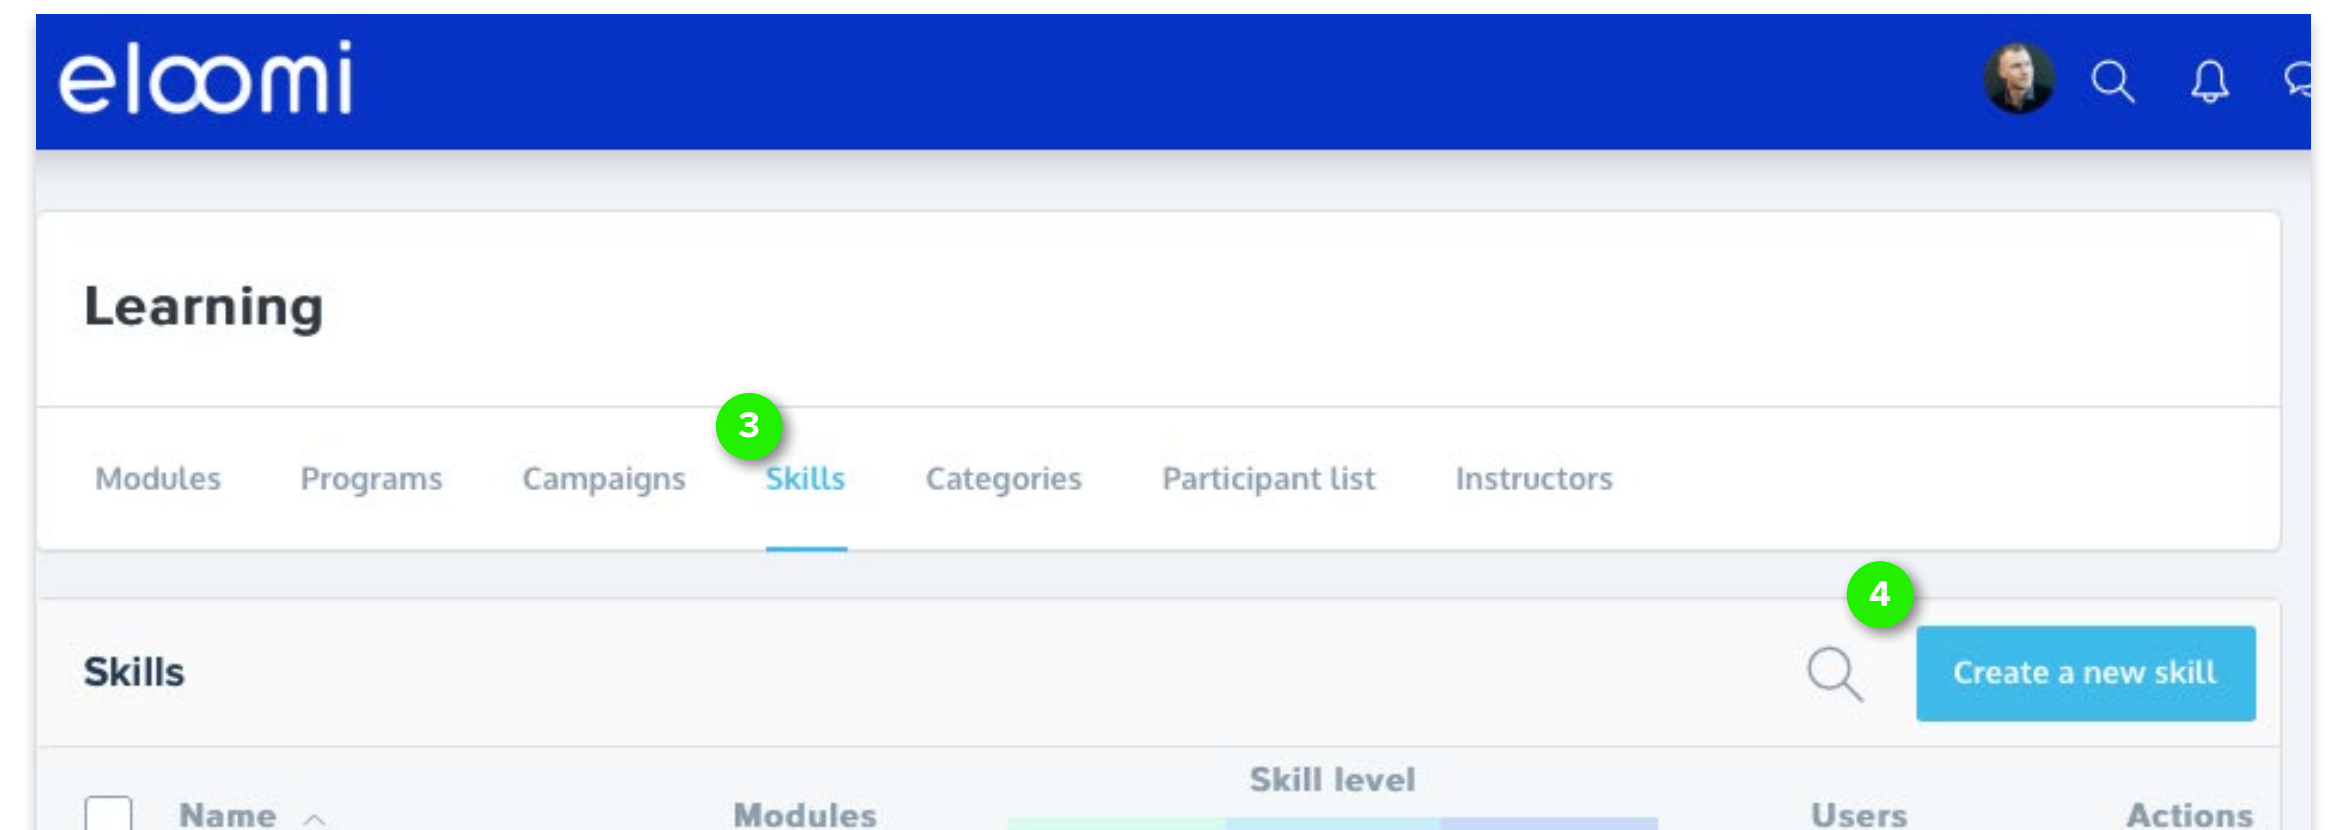 eloomi
Learning
3
Modules Programs Campaigns Skills Categories Participant list Instructors
4
Skills Create a new skill
Skill level
Name Modules Users Actions